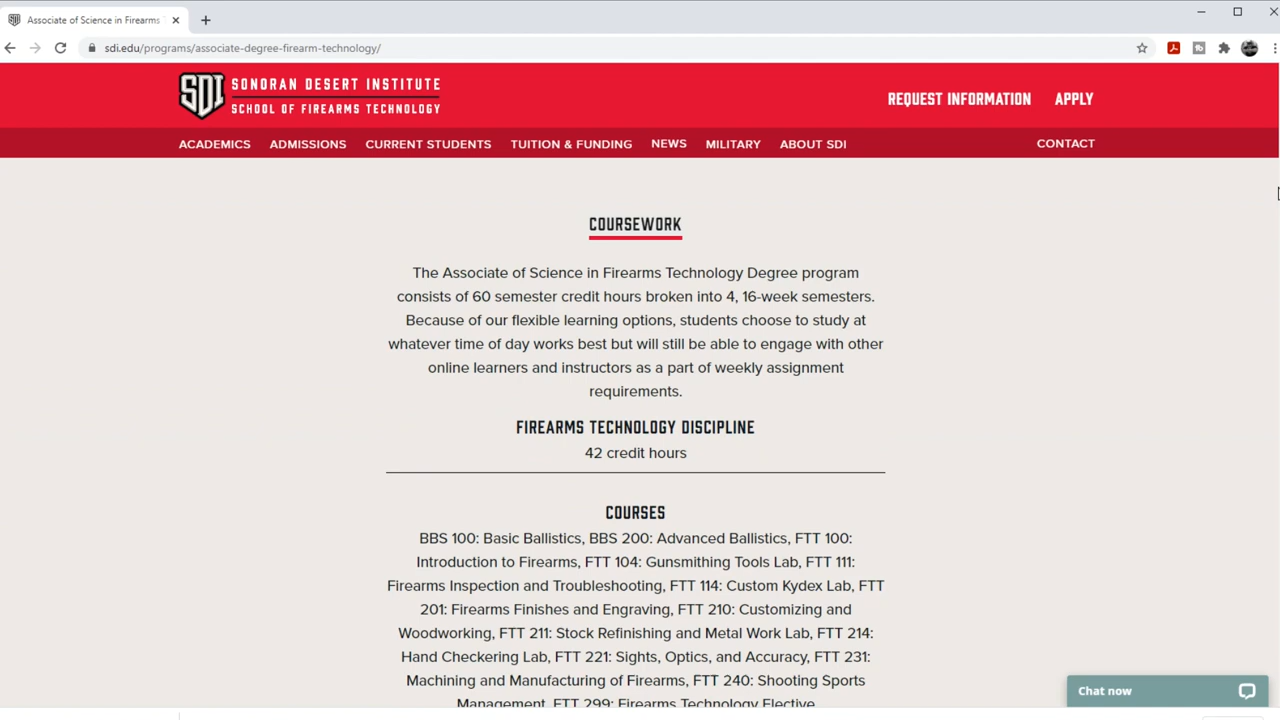 Associate of Science in Firearms
sdi.edu/programs/associate-degree-firearm-technology/
SDI SONORAN DESERT INSTITUTE
SCHOOL OF FIREARMS TECHNOLOGY
REQUEST INFORMATION APPLY
ACADEMICS ADMISSIONS CURRENT STUDENTS TUITION & FUNDING NEWS MILITARY ABOUT SDI CONTACT
COURSEWORK
The Associate of Science in Firearms Technology Degree program
consists of 60 semester credit hours broken into 4, 16-week semesters.
Because of our flexible learning options, students choose to study at
whatever time of day works best but will still be able to engage with other
online learners and instructors as a part of weekly assignment
requirements.
FIREARMS TECHNOLOGY DISCIPLINE
42 credit hours
COURSES
BBS 100: Basic Ballistics, BBS 200: Advanced Ballistics, FTT 100:
Introduction to Firearms, FTT 104: Gunsmithing Tools Lab, FTT 111:
Firearms Inspection and Troubleshooting, FTT 114: Custom Kydex Lab, FTT
201: Firearms Finishes and Engraving, FTT 210: Customizing and
Woodworking, FTT 211: Stock Refinishing and Metal Work Lab, FTT 214:
Hand Checkering Lab, FTT 221: Sights, Optics, and Accuracy, FTT 231:
Machining and Manufacturing of Firearms, FTT 240: Shooting Sports
Management, FTT 299: Firearms Technology Elective
Chat now